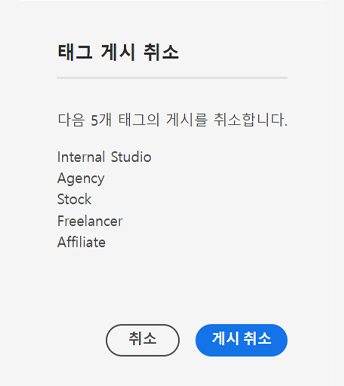 태그 게시 취소
다음 5개 태그의 게시를 취소합니다.
Internal Studio
Agency
Stock
Freelancer
Affiliate
취소
게시 취소